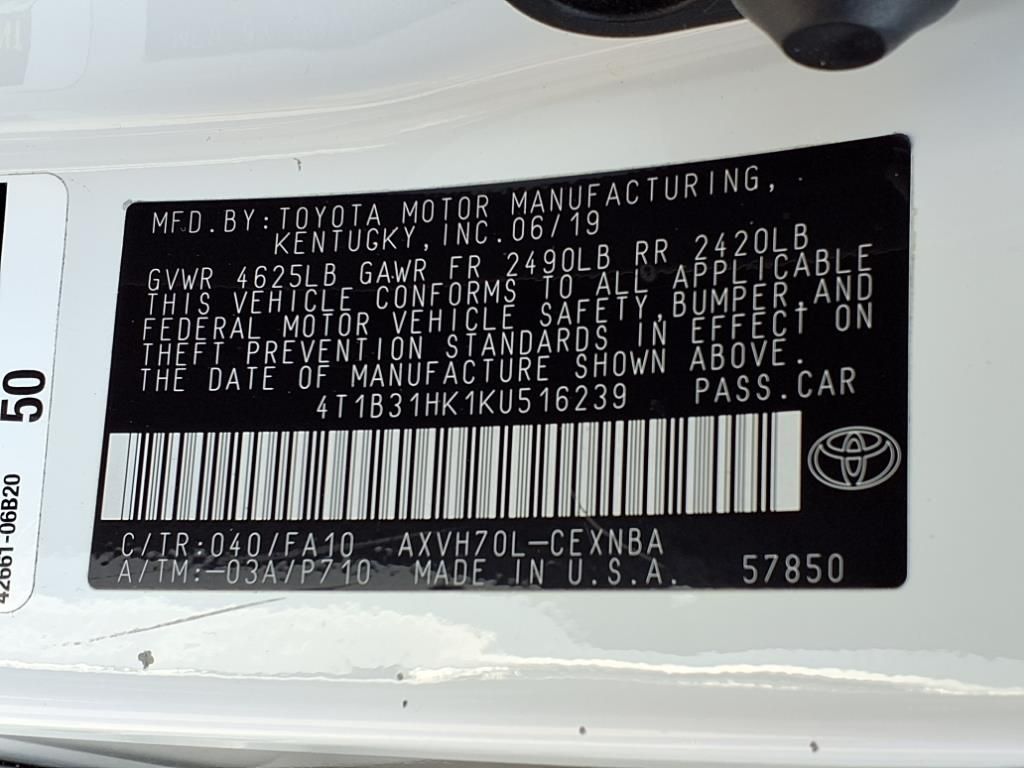 MFD.BY:TOYOTA MOTOR MANUFACTURING,
KENTUCKY,INC.06/19
GVWR 4625LB GAWR FR 2490LB RR 2420LB
THIS VEHICLE CONFORMS TO ALL APPLICABLE
FEDERAL MOTOR VEHICLE SAFETY,BUMPER,AND
THEFT PREVENTION STANDARDS IN EFFECT ON
THE DATE OF MANUFACTURE SHOWN ABOVE.
4T1B31HK1KU516239 PASS.CAR
C/TR:040/FA10 AXVH70L-CEXNBA
A/TM:-03A/P710 MADE IN U.S.A. 57850
50
42661-06B20